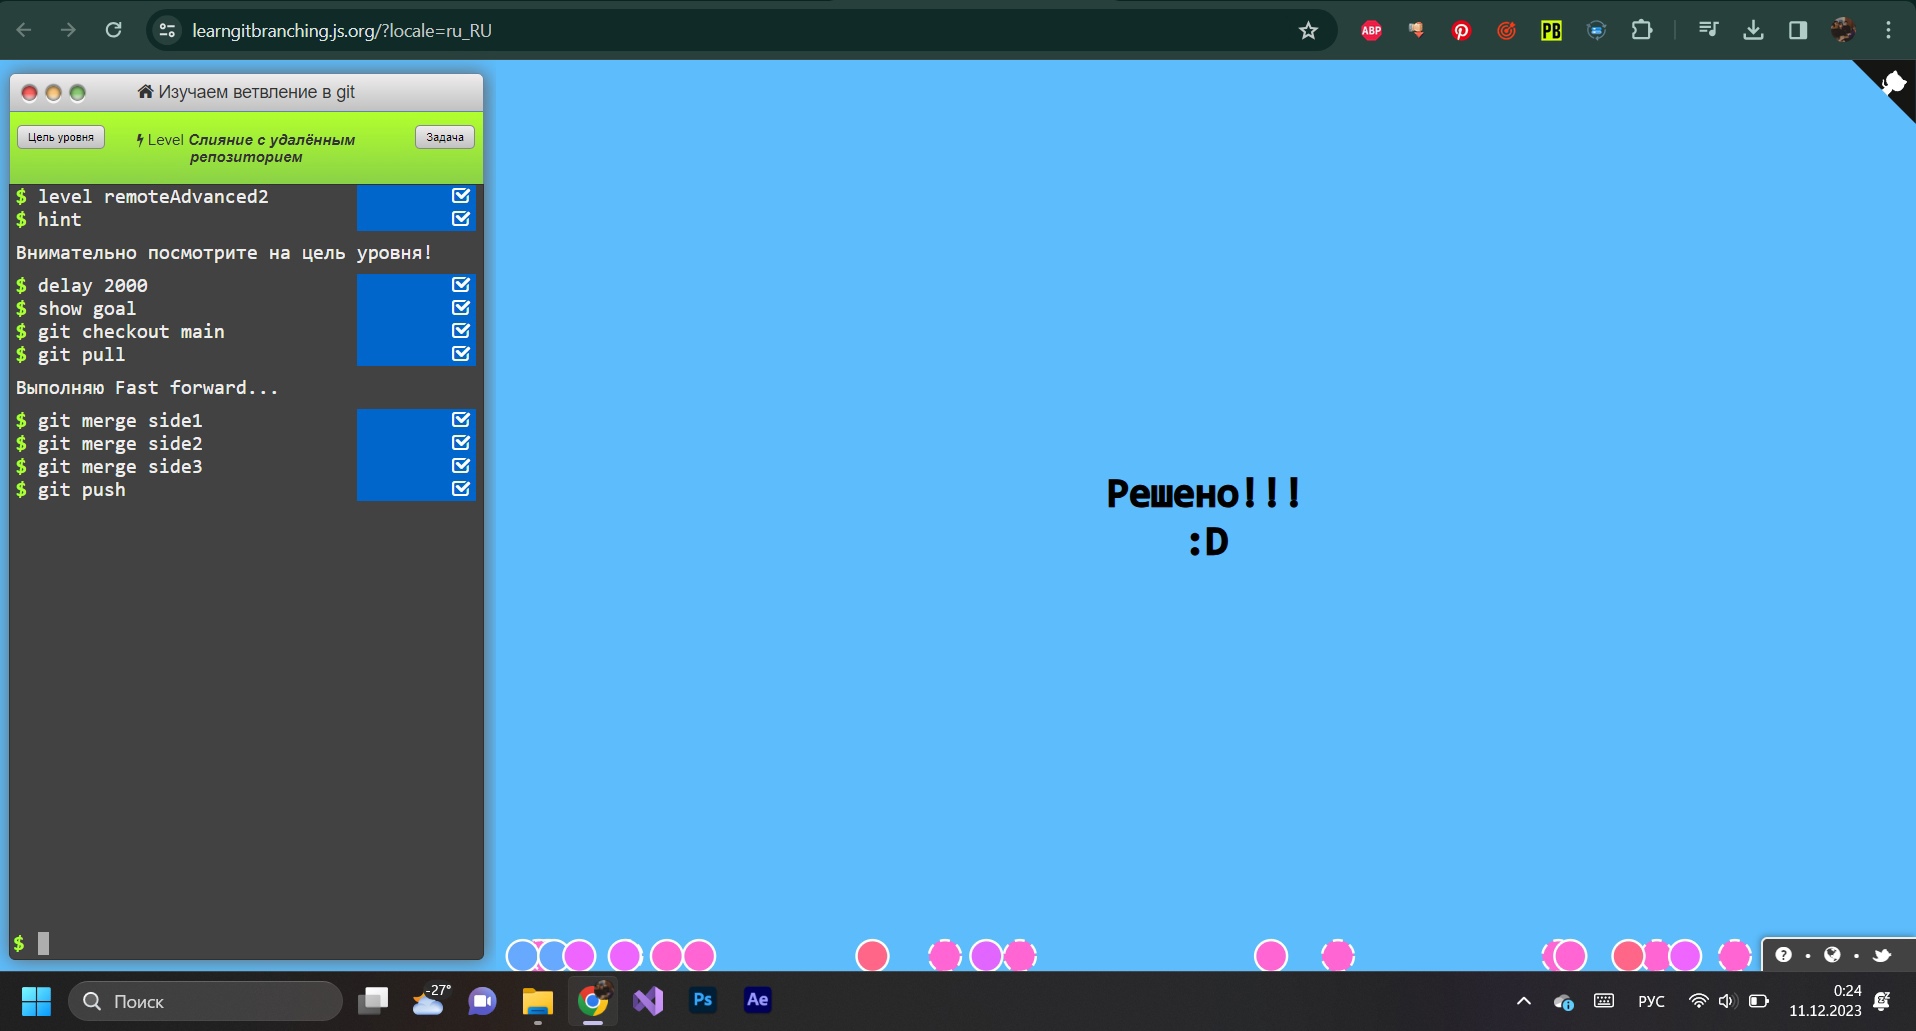 learngitbranching.js.org/?locale=ru_RU
ABP
PB
Изучаем ветвление в git
Цель уровня
Level Слияние с удалённым
репозиторием
Задача
$ level remoteAdvanced2
$ hint
Внимательно посмотрите на цель уровня!
$ delay 2000
$ show goal
$ git checkout main
$ git pull
Выполняю Fast forward...
$ git merge side1
$ git merge side2
$ git merge side3
$ git push
$
Решено!!!
:D
Поиск
-27°
Ps
Ae
РУС
0:24
11.12.2023